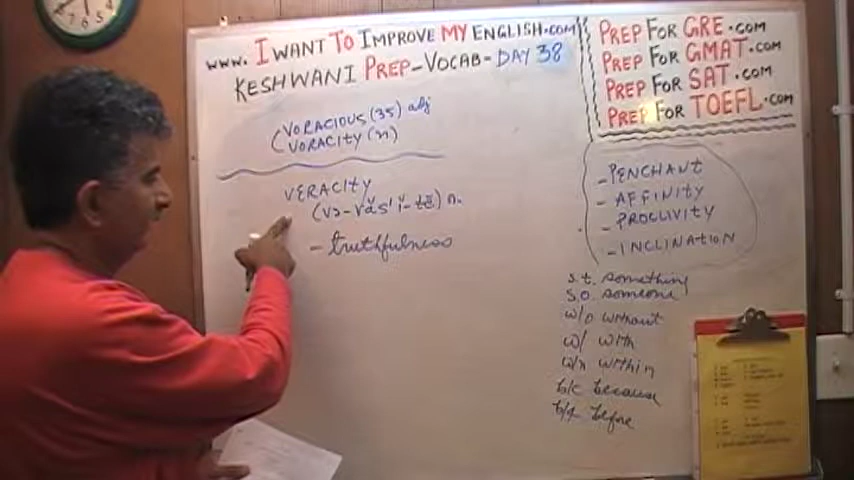 www. I WANT TO IMPROVE MY ENGLISH.COM
KESHWANI PREP-VOCAB-DAY 38
VORACIOUS (35) adj
VORACITY (n)
VERACITY
(və-văs' ĭ-tē) n.
- truthfulness
PREP FOR GRE.COM
PREP FOR GMAT.COM
PREP FOR SAT.COM
PREP FOR TOEFL.COM
- PENCHANT
- AFFINITY
- PROCLIVITY
- INCLINATION
s.t. something
s.o. someone
w/o without
w/ with
w/n within
b/c because
b/f before